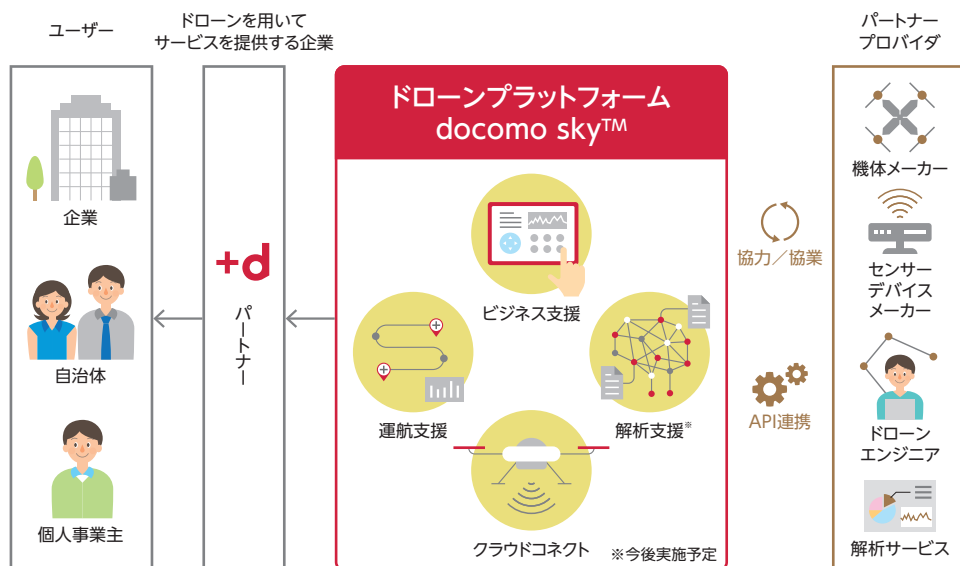 ユーザー
企業
自治体
個人事業主
ドローンを用いて
サービスを提供する企業
+d
パートナー
ドローンプラットフォーム
docomo sky™
ビジネス支援
運航支援
解析支援※
クラウドコネクト
※今後実施予定
協力／協業
API連携
パートナー
プロバイダ
機体メーカー
センサー
デバイス
メーカー
ドローン
エンジニア
解析サービス